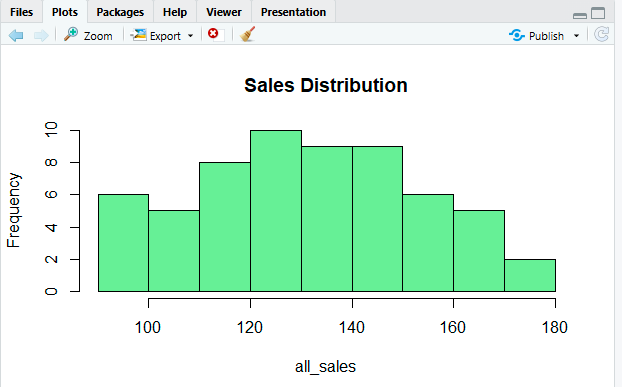 Files Plots Packages Help Viewer Presentation
Zoom Export Publish
Sales Distribution
Frequency
10
8
6
4
2
0
100 120 140 160 180
all_sales